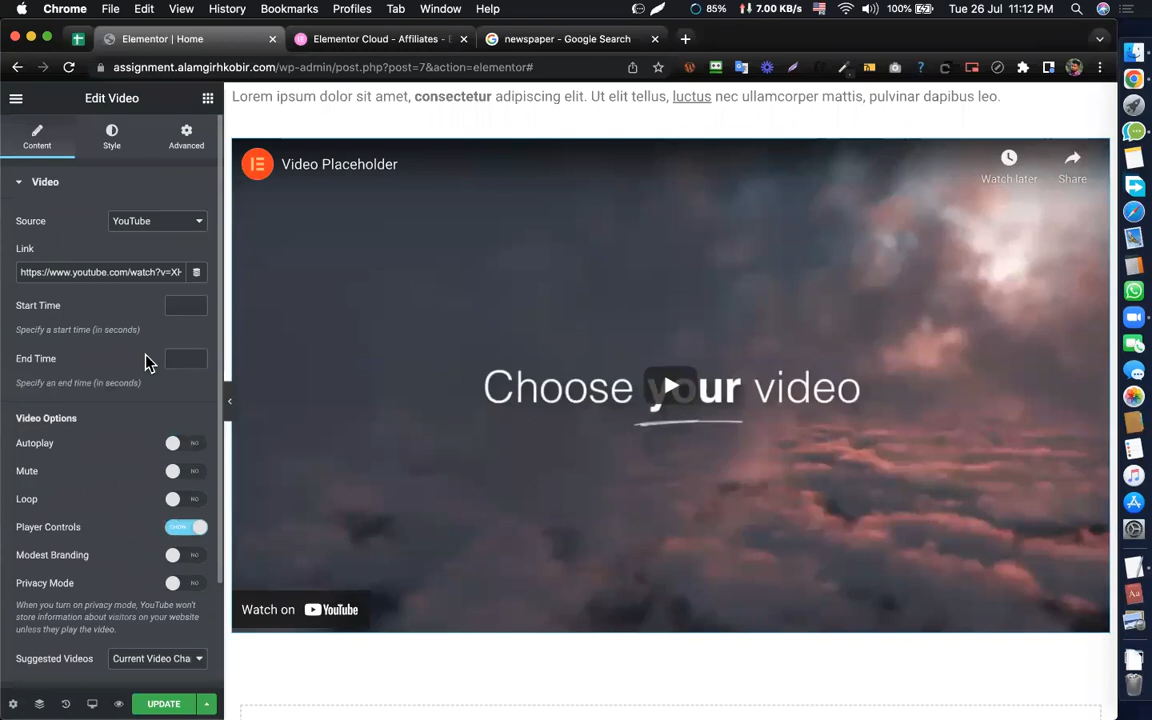 Chrome File Edit View History Bookmarks Profiles Tab Window Help 85% 7.00 KB/s 100% Tue 26 Jul 11:12 PM
Elementor | Home Elementor Cloud - Affiliates - newspaper - Google Search
assignment.alamgirhkobir.com/wp-admin/post.php?post=7&action=elementor#
Edit Video
Content Style Advanced
Video
Source YouTube
Link
https://www.youtube.com/watch?v=XH
Start Time
Specify a start time (in seconds)
End Time
Specify an end time (in seconds)
Video Options
Autoplay NO
Mute NO
Loop NO
Player Controls SHOW
Modest Branding NO
Privacy Mode NO
When you turn on privacy mode, YouTube won't
store information about visitors on your website
unless they play the video.
Suggested Videos Current Video Cha
UPDATE
Lorem ipsum dolor sit amet, consectetur adipiscing elit. Ut elit tellus, luctus nec ullamcorper mattis, pulvinar dapibus leo.
Video Placeholder
Watch later Share
Choose your video
Watch on YouTube